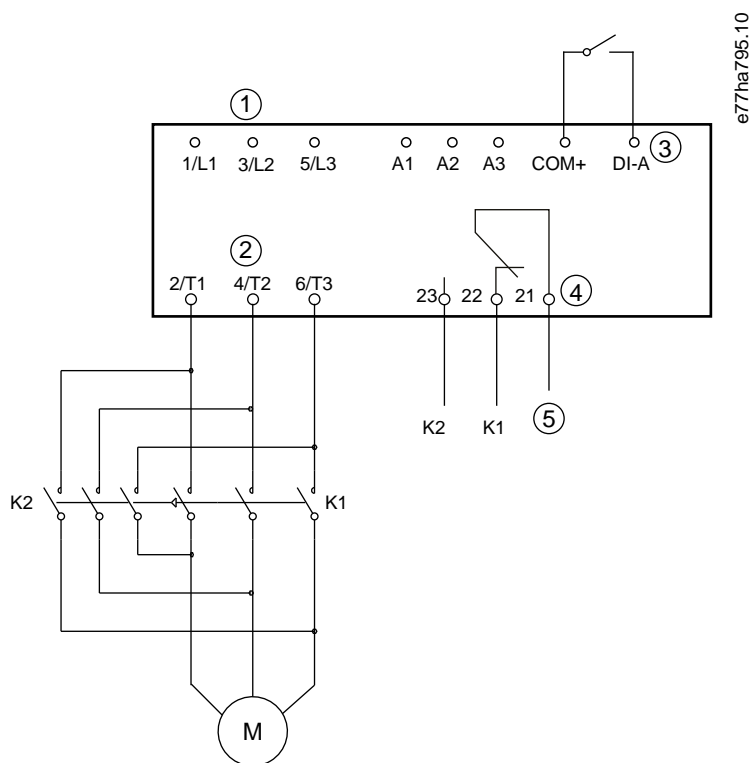 e77ha795.10
1
1/L1 3/L2 5/L3 A1 A2 A3 COM+ DI-A 3
2
2/T1 4/T2 6/T3 23 22 21 4
K2 K1 5
K2 K1
M